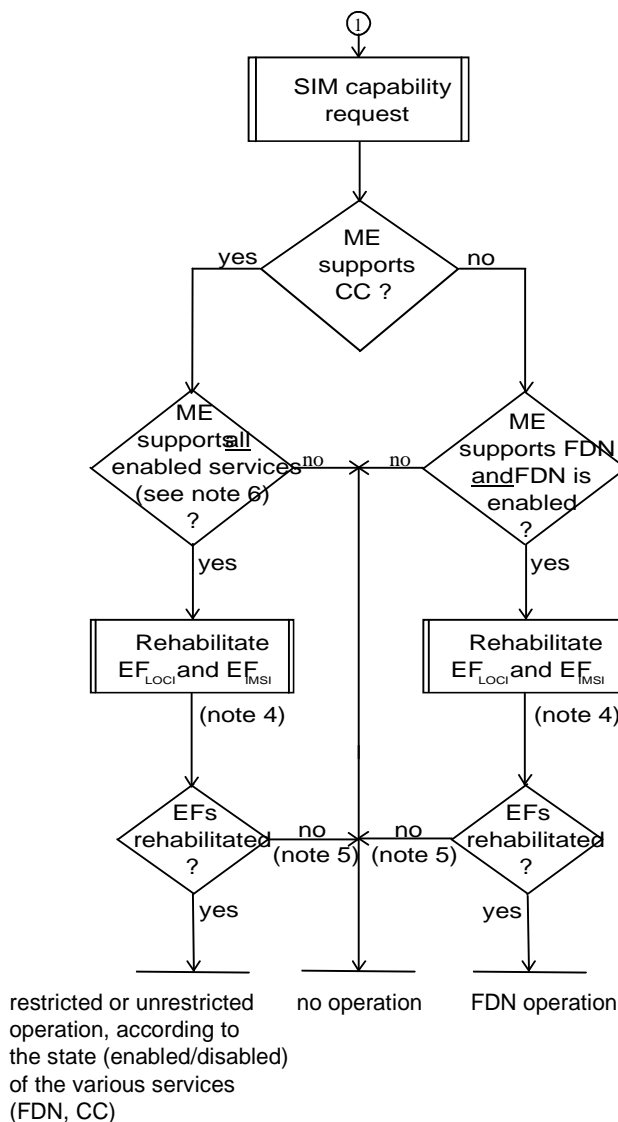 1
SIM capability
request
ME
supports
CC ?
yes
no
ME
supports all
enabled services
(see note 6)
?
no
no
ME
supports FDN
and FDN is
enabled
?
yes
yes
Rehabilitate
EFLOCI and EFIMSI
Rehabilitate
EFLOCI and EFIMSI
(note 4)
(note 4)
EFs
rehabilitated
?
no
(note 5)
no
(note 5)
EFs
rehabilitated
?
yes
yes
restricted or unrestricted
operation, according to
the state (enabled/disabled)
of the various services
(FDN, CC)
no operation
FDN operation